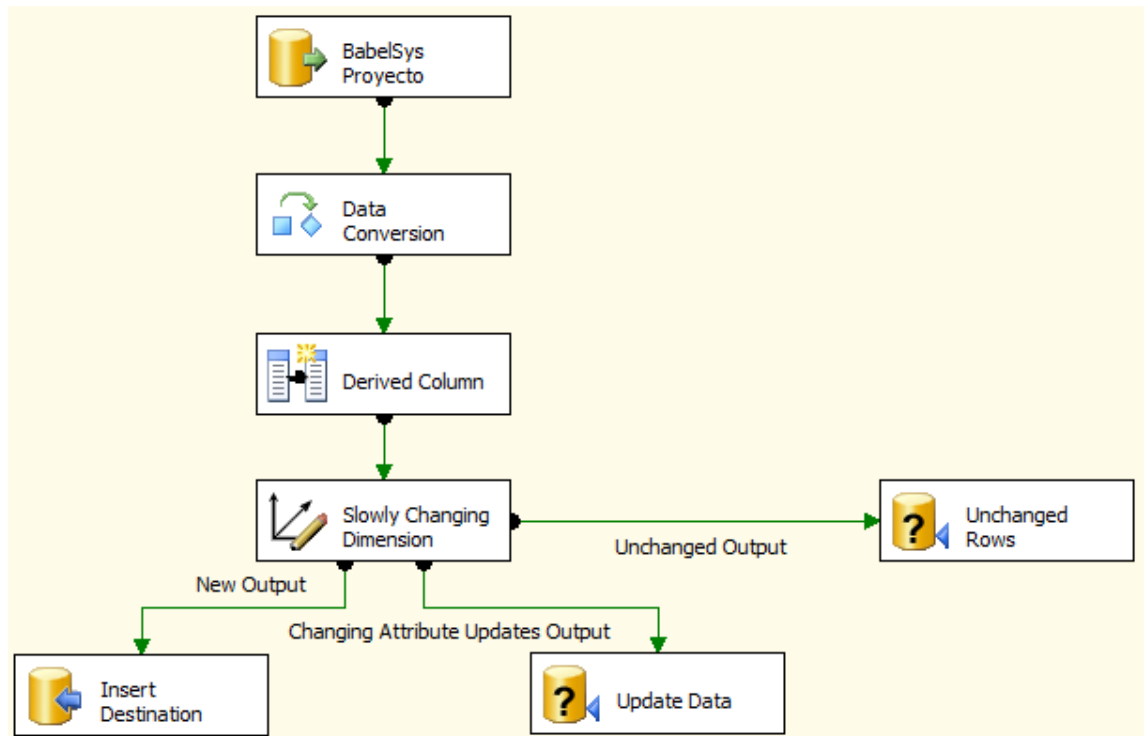 BabelSys
Proyecto
Data
Conversion
Derived Column
Slowly Changing
Dimension
Unchanged Output
Unchanged
Rows
New Output
Changing Attribute Updates Output
Insert
Destination
?
Update Data
?